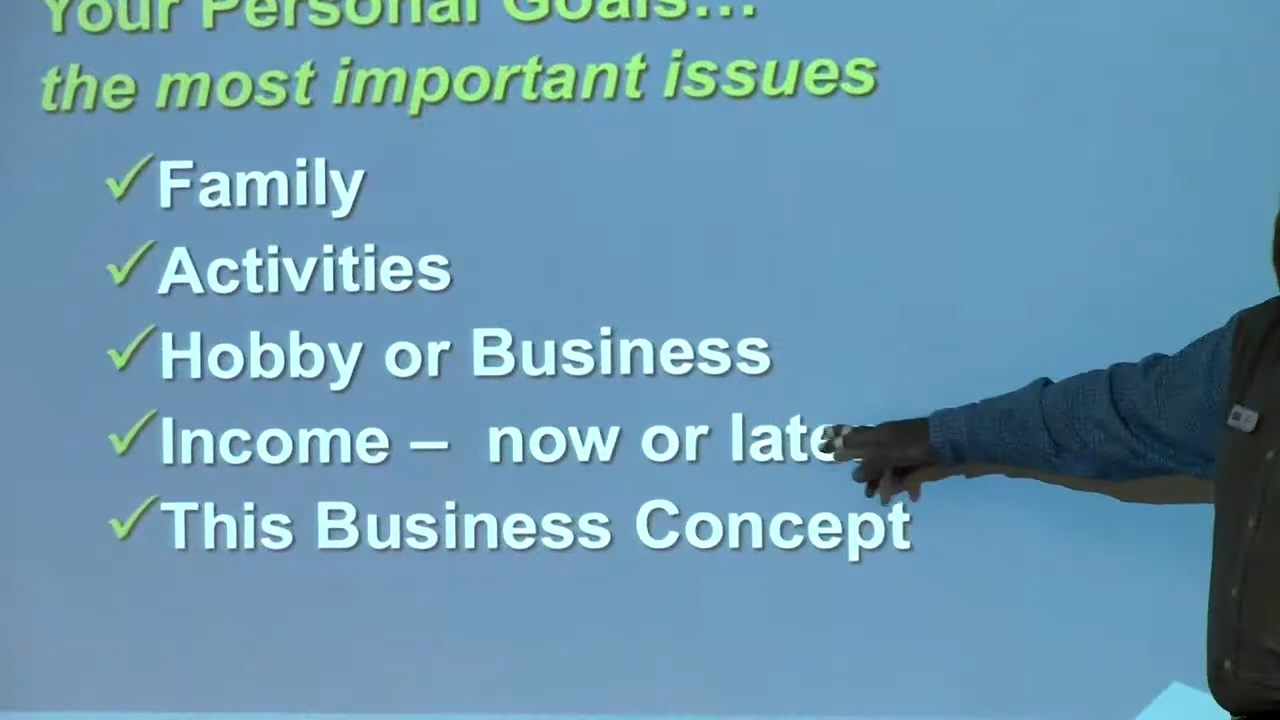 Your Personal Goals...
the most important issues
✓Family
✓Activities
✓Hobby or Business
✓Income – now or late
✓This Business Concept